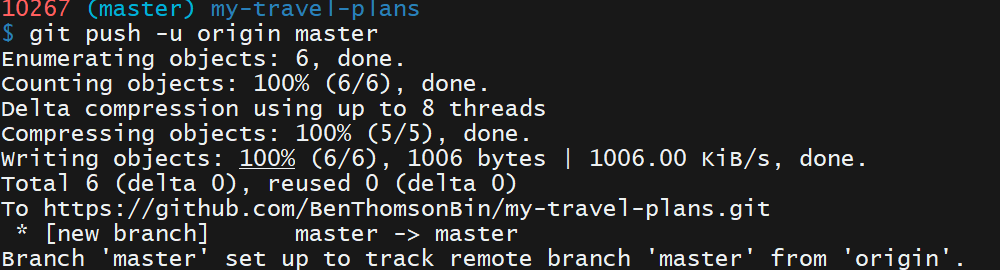 10267 (master) my-travel-plans
$ git push -u origin master
Enumerating objects: 6, done.
Counting objects: 100% (6/6), done.
Delta compression using up to 8 threads
Compressing objects: 100% (5/5), done.
Writing objects: 100% (6/6), 1006 bytes | 1006.00 KiB/s, done.
Total 6 (delta 0), reused 0 (delta 0)
To https://github.com/BenThomsonBin/my-travel-plans.git
 * [new branch]      master -> master
Branch 'master' set up to track remote branch 'master' from 'origin'.